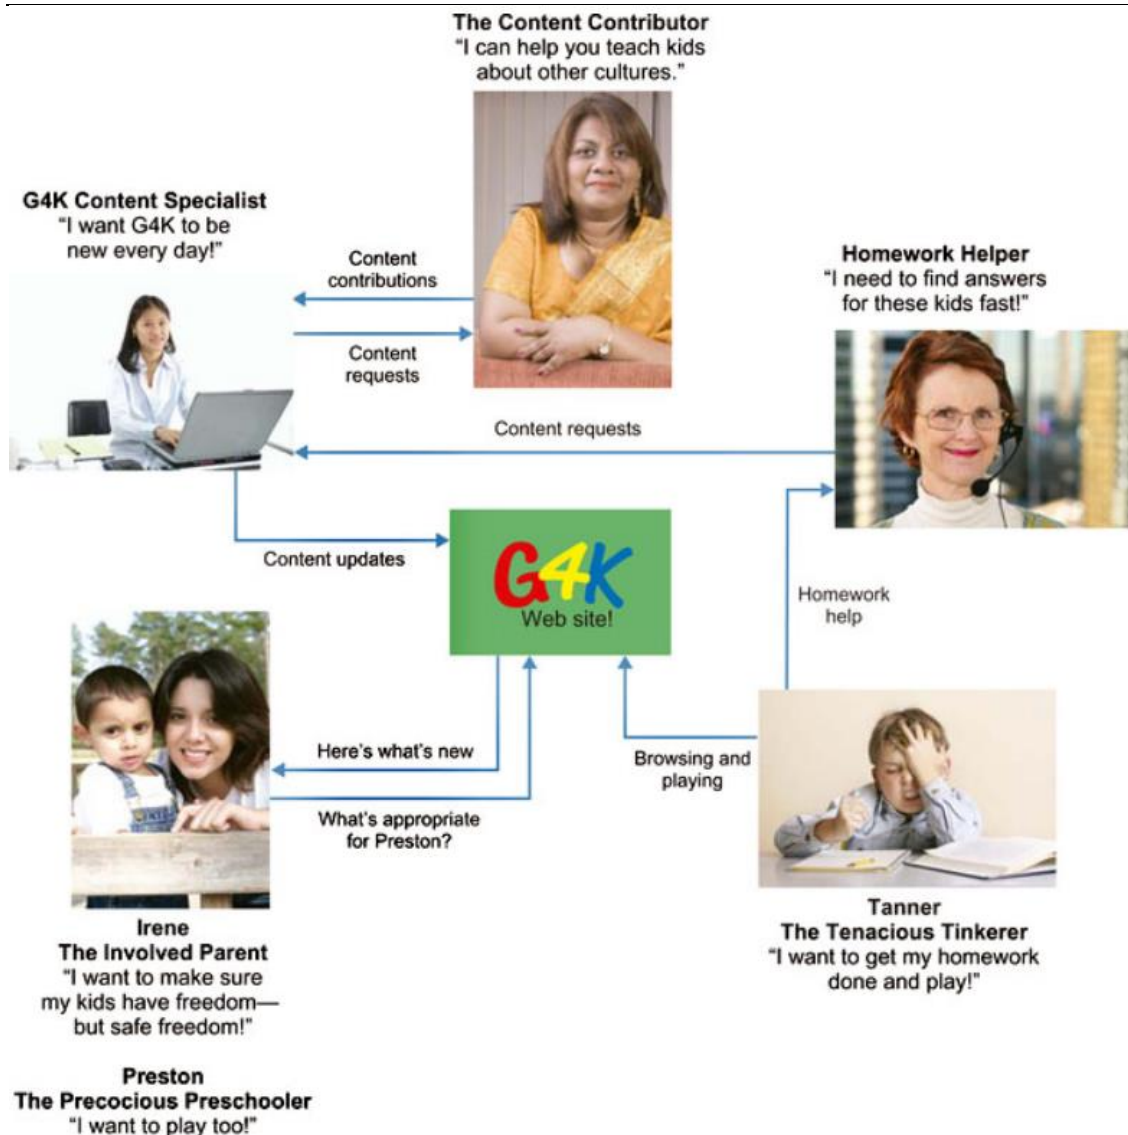 The Content Contributor
“I can help you teach kids
about other cultures.”
G4K Content Specialist
“I want G4K to be
new every day!”
Content
contributions
Content
requests
Homework Helper
“I need to find answers
for these kids fast!”
Content requests
Content updates
G4K
Web site!
Homework
help
Here’s what’s new
What’s appropriate
for Preston?
Browsing and
playing
Irene
The Involved Parent
“I want to make sure
my kids have freedom—
but safe freedom!”
Tanner
The Tenacious Tinkerer
“I want to get my homework
done and play!”
Preston
The Precocious Preschooler
“I want to play too!”